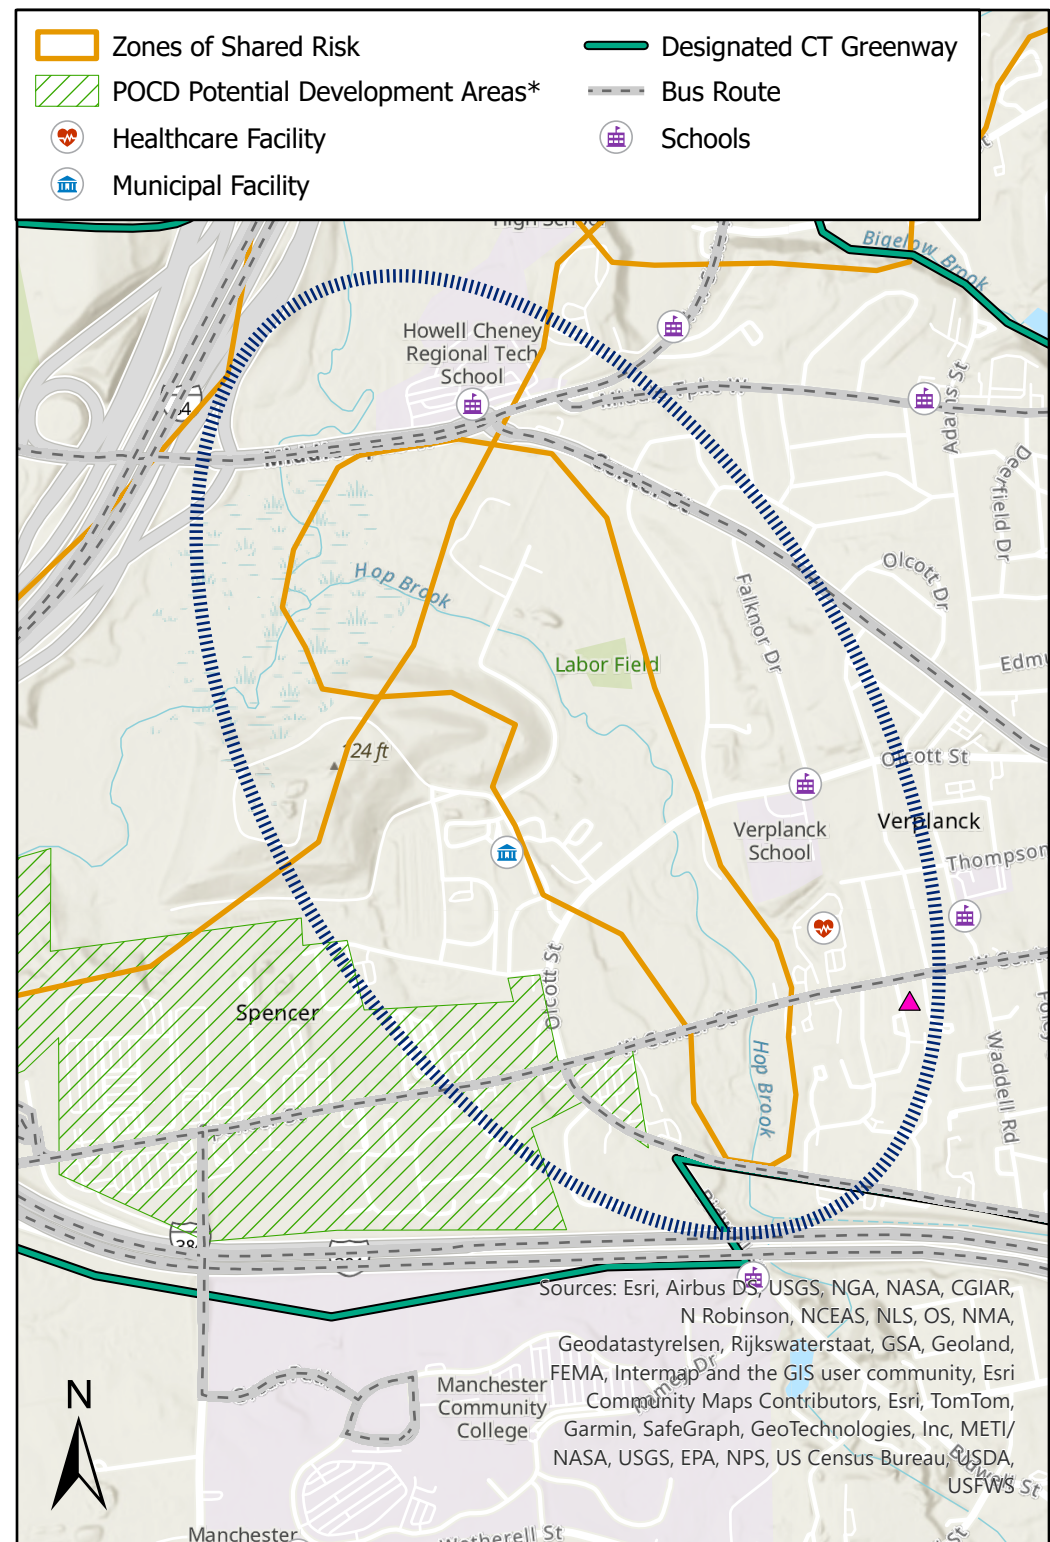 Zones of Shared Risk
Designated CT Greenway
POCD Potential Development Areas*
Bus Route
Healthcare Facility
Schools
Municipal Facility
High School
Bigelow Brook
Howell Cheney
Regional Tech
School
Adams St
Deerfield Dr
Hop Brook
Olcott Dr
Falknor Dr
Labor Field
124 ft
Olcott St
Verplanck
Verplanck
School
Thompson
Olcott St
Spencer
Hop Brook
Waddell Rd
Sources: Esri, Airbus DS, USGS, NGA, NASA, CGIAR,
N Robinson, NCEAS, NLS, OS, NMA,
Geodatastyrelsen, Rijkswaterstaat, GSA, Geoland,
FEMA, Intermap and the GIS user community, Esri
Community Maps Contributors, Esri, TomTom,
Garmin, SafeGraph, GeoTechnologies, Inc, METI/
NASA, USGS, EPA, NPS, US Census Bureau, USDA,
USFWS
Manchester
Community
College
N
Bidwell St
Manchester
Wetherell St